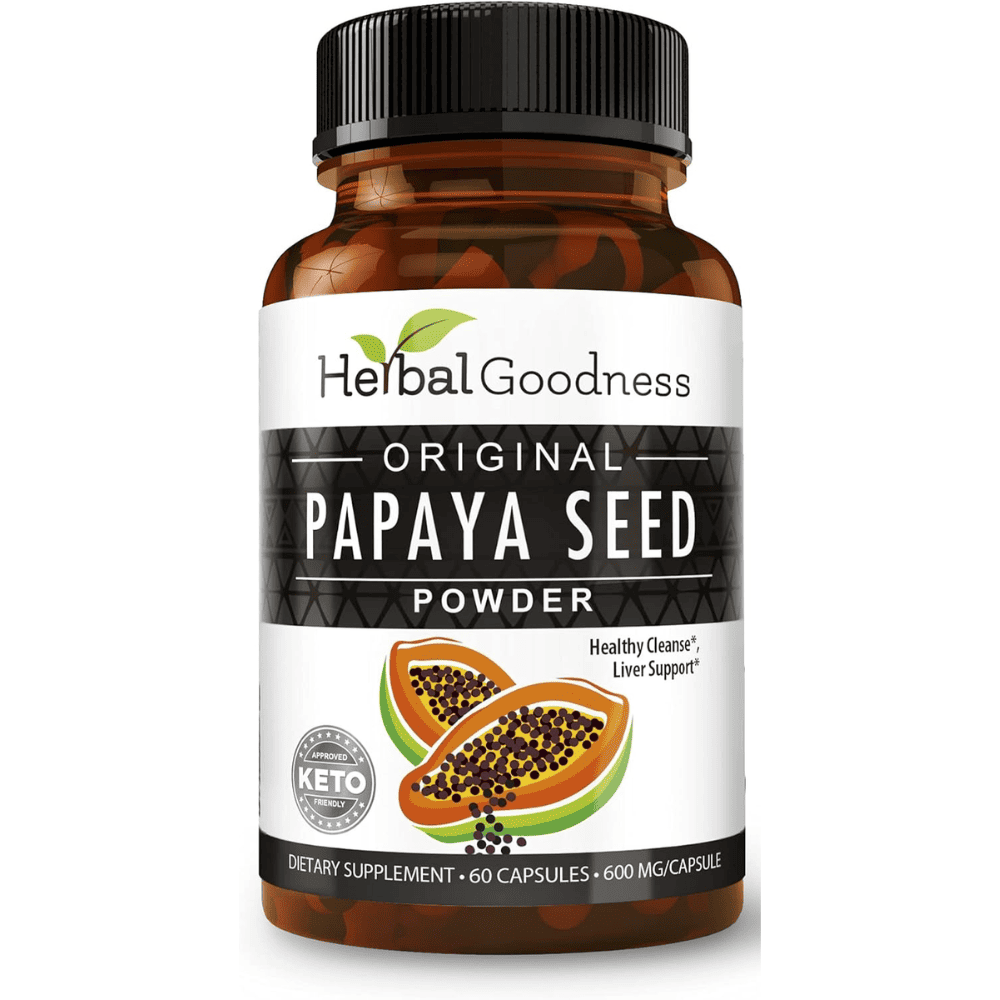 Herbal Goodness
ORIGINAL
PAPAYA SEED
POWDER
Healthy Cleanse*,
Liver Support*
APPROVED
KETO
FRIENDLY
DIETARY SUPPLEMENT • 60 CAPSULES • 600 MG/CAPSULE